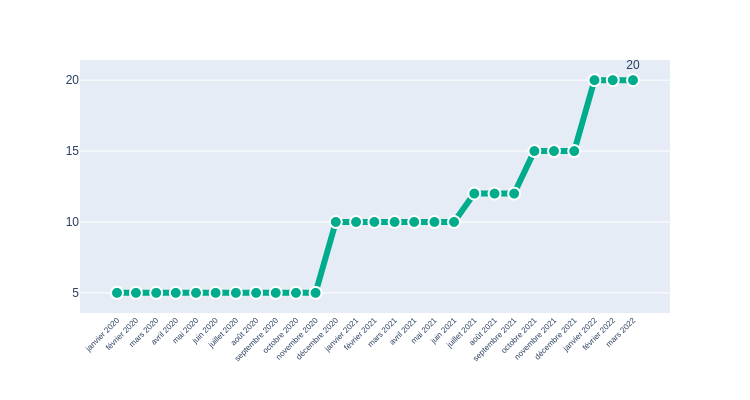 20
20
15
10
5
janvier 2020
février 2020
mars 2020
avril 2020
mai 2020
juin 2020
juillet 2020
août 2020
septembre 2020
octobre 2020
novembre 2020
décembre 2020
janvier 2021
février 2021
mars 2021
avril 2021
mai 2021
juin 2021
juillet 2021
août 2021
septembre 2021
octobre 2021
novembre 2021
décembre 2021
janvier 2022
février 2022
mars 2022